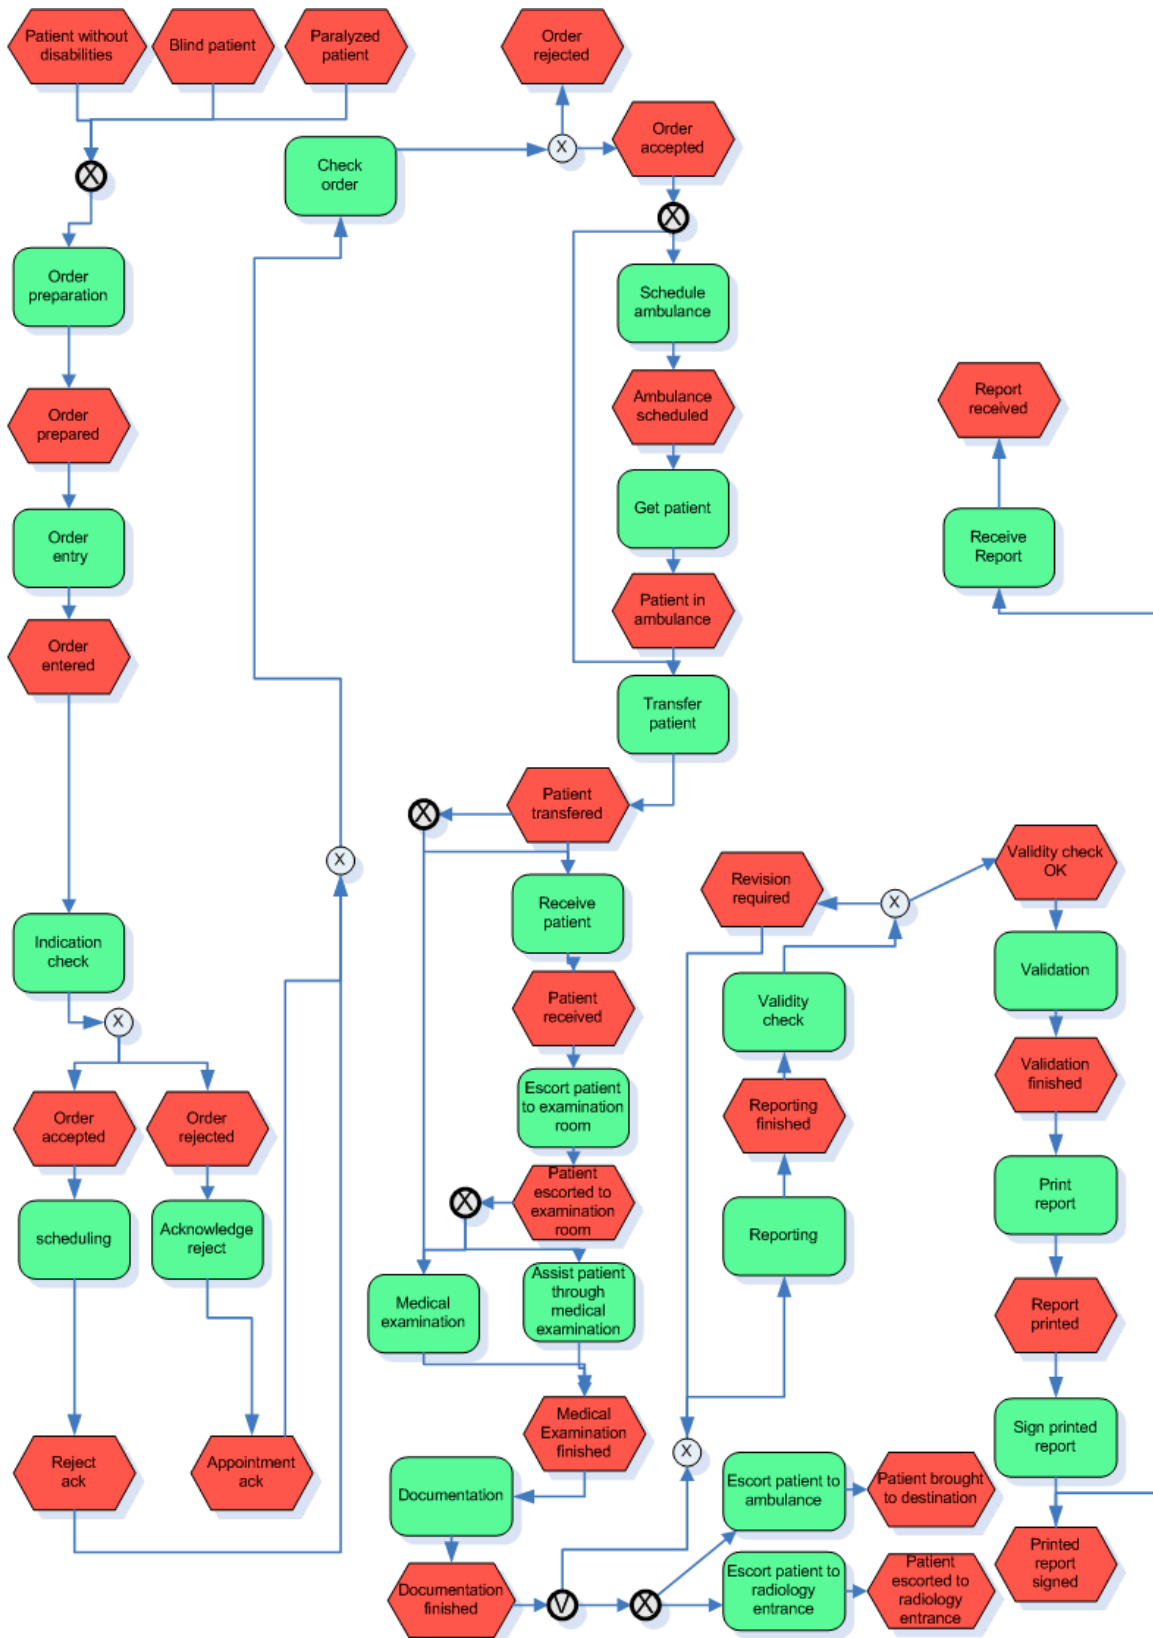 Patient without
disabilities
Blind patient
Paralyzed
patient
Order
rejected
X
Order
preparation
Order
prepared
Order
entry
Order
entered
Indication
check
X
Order
accepted
Order
rejected
scheduling
Acknowledge
reject
Reject
ack
Appointment
ack
X
Check
order
X
Order
accepted
X
Schedule
ambulance
Ambulance
scheduled
Get patient
Patient in
ambulance
Transfer
patient
Patient
transfered
X
Receive
patient
Patient
received
Escort patient
to examination
room
Patient
escorted to
examination
room
X
Medical
examination
Assist patient
through
medical
examination
Medical
Examination
finished
Documentation
Documentation
finished
V
X
X
Escort patient to
ambulance
Patient brought
to destination
Escort patient to
radiology
entrance
Patient
escorted to
radiology
entrance
Reporting
Reporting
finished
Validity
check
X
Revision
required
Validity check
OK
Validation
Validation
finished
Print
report
Report
printed
Sign printed
report
Printed
report
signed
Receive
Report
Report
received